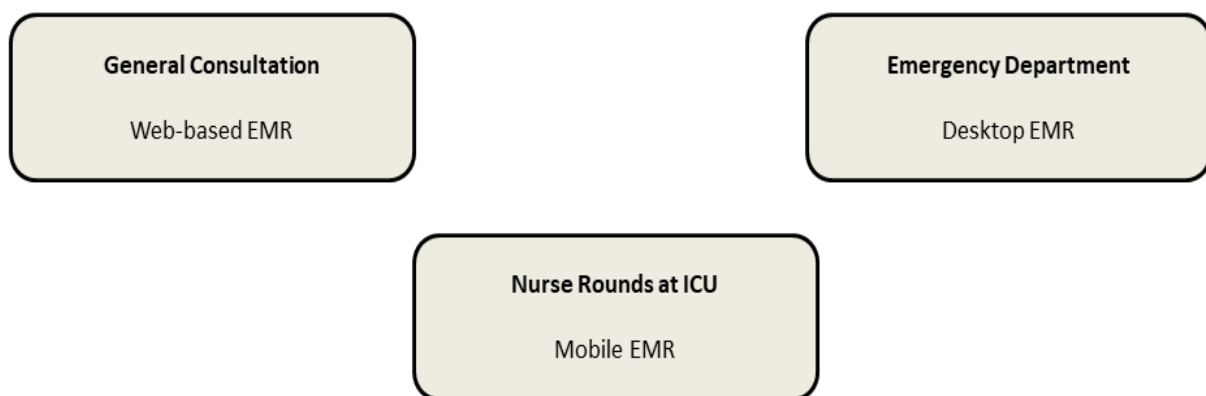 General Consultation
Web-based EMR
Emergency Department
Desktop EMR
Nurse Rounds at ICU
Mobile EMR